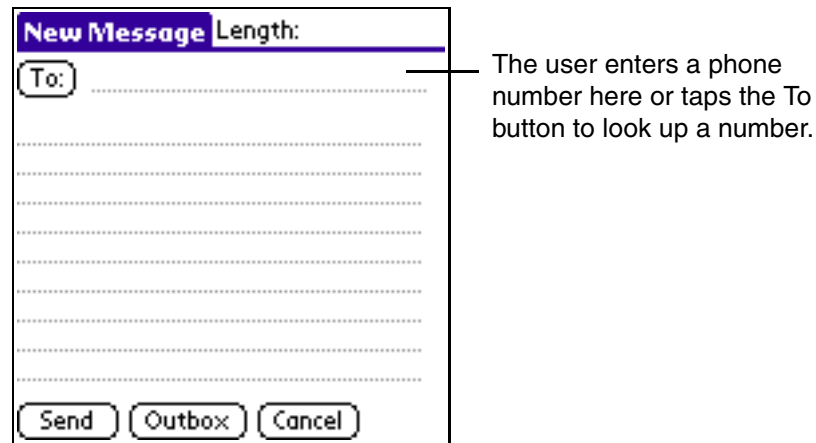 New Message Length:
To:
The user enters a phone
number here or taps the To
button to look up a number.
Send Outbox Cancel